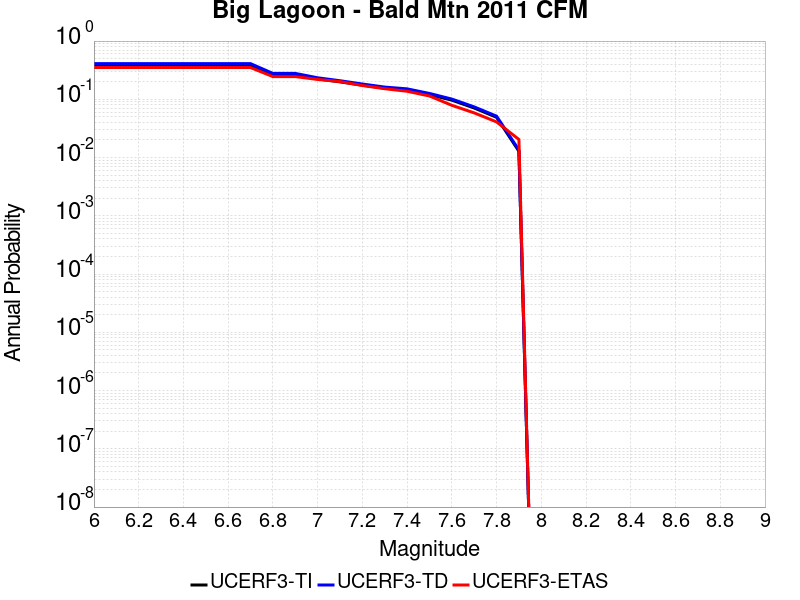 Big Lagoon - Bald Mtn 2011 CFM
10^0
10^-1
10^-2
10^-3
10^-4
10^-5
10^-6
10^-7
10^-8
Annual Probability
6 6.2 6.4 6.6 6.8 7 7.2 7.4 7.6 7.8 8 8.2 8.4 8.6 8.8 9
Magnitude
UCERF3-TI UCERF3-TD UCERF3-ETAS